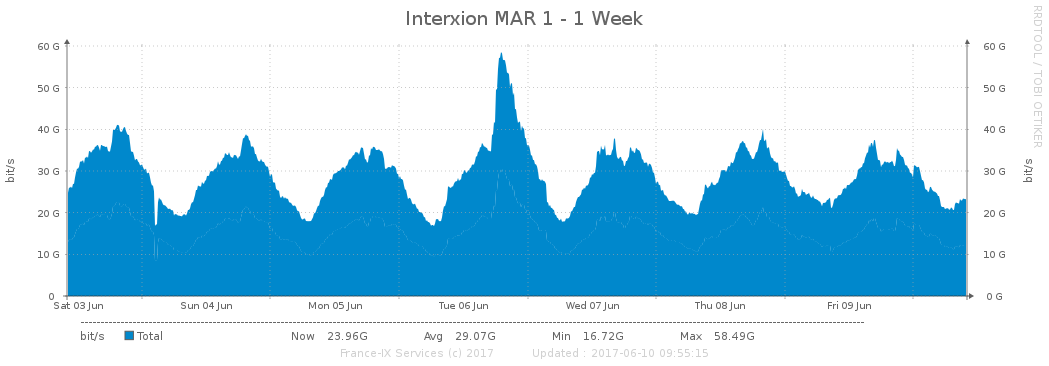 Interxion MAR 1 - 1 Week
RRDTOOL / TOBI OETIKER
60 G 60 G
50 G 50 G
40 G 40 G
30 G 30 G
20 G 20 G
10 G 10 G
0 0 G
bit/s
bit/s
Sat 03 Jun Sun 04 Jun Mon 05 Jun Tue 06 Jun Wed 07 Jun Thu 08 Jun Fri 09 Jun
bit/s Total Now 23.96G Avg 29.07G Min 16.72G Max 58.49G
France-IX Services (c) 2017 Updated : 2017-06-10 09:55:15